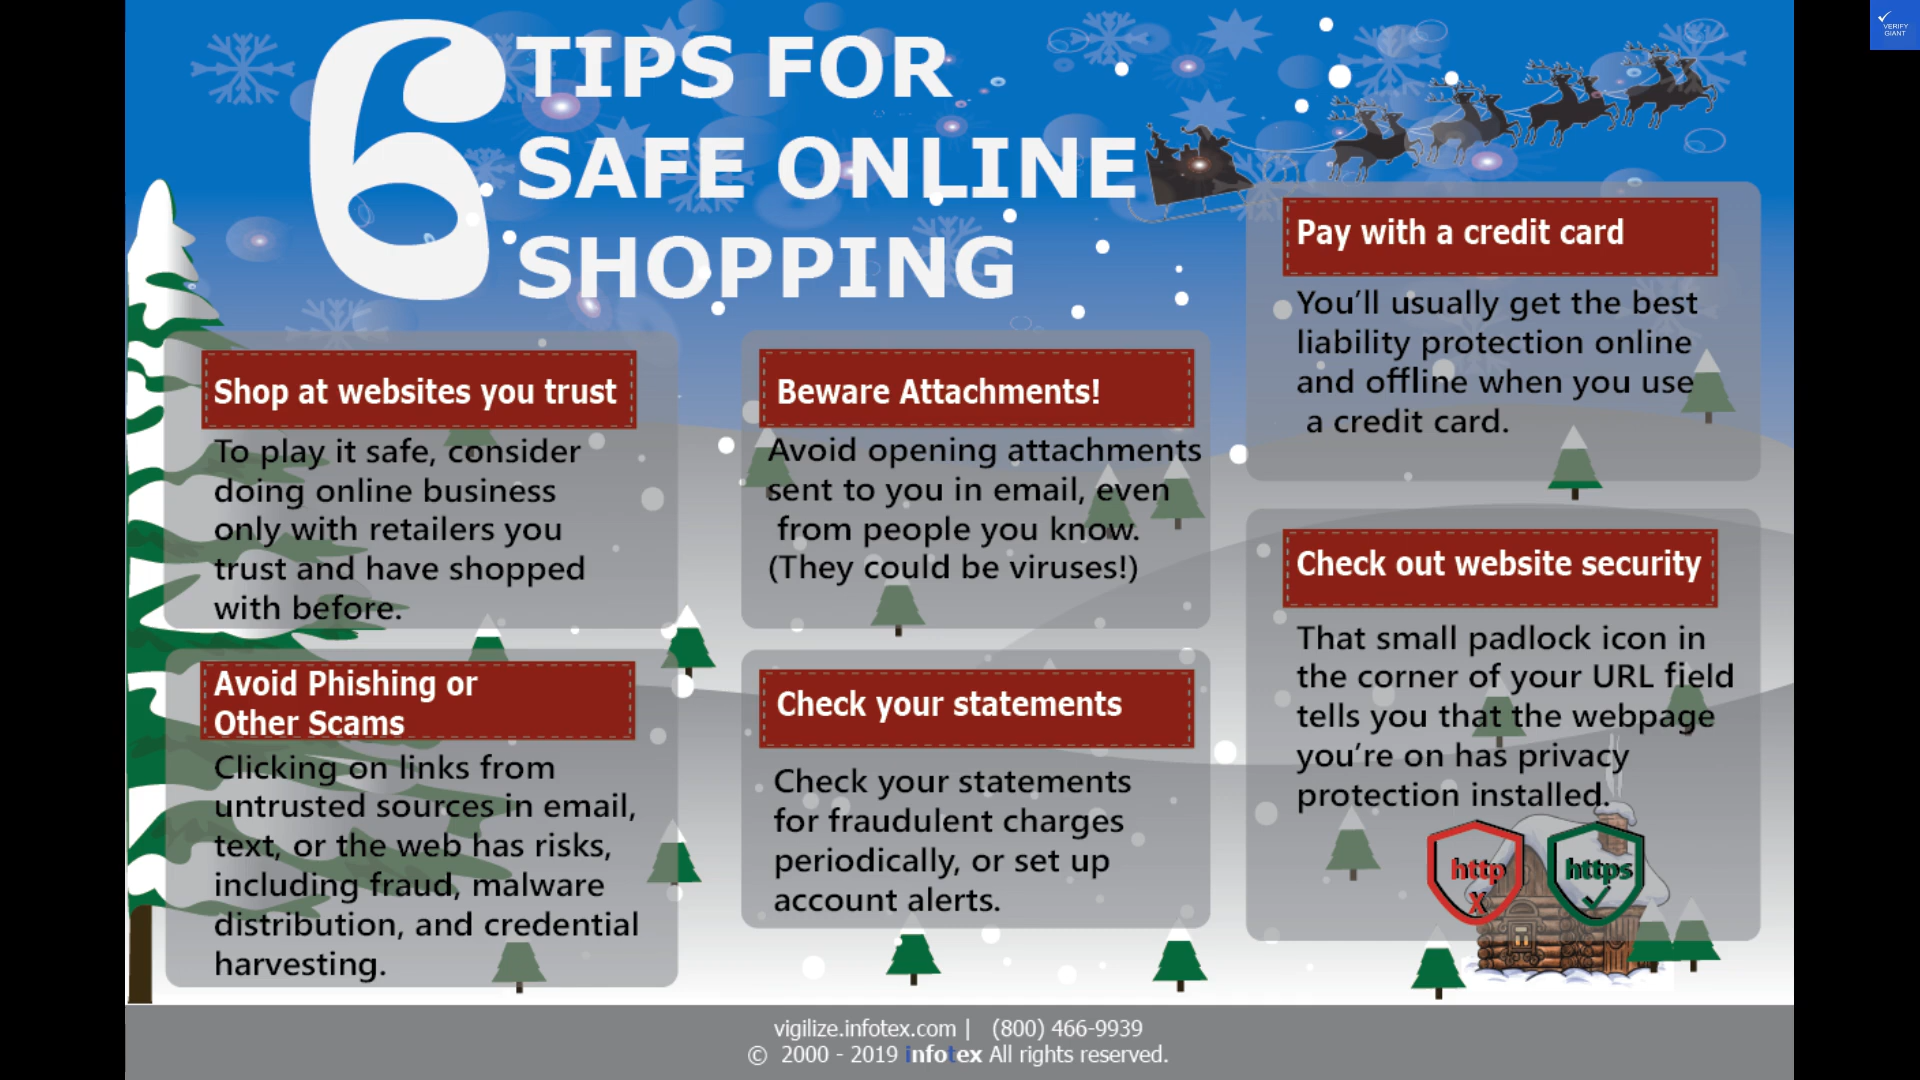 6 TIPS FOR
SAFE ONLINE
SHOPPING
Shop at websites you trust
To play it safe, consider
doing online business
only with retailers you
trust and have shopped
with before.
Avoid Phishing or
Other Scams
Clicking on links from
untrusted sources in email,
text, or the web has risks,
including fraud, malware
distribution, and credential
harvesting.
Beware Attachments!
Avoid opening attachments
sent to you in email, even
from people you know.
(They could be viruses!)
Check your statements
Check your statements
for fraudulent charges
periodically, or set up
account alerts.
Pay with a credit card
You'll usually get the best
liability protection online
and offline when you use
a credit card.
Check out website security
That small padlock icon in
the corner of your URL field
tells you that the webpage
you're on has privacy
protection installed.
http
X
https
vigilize.infotex.com | (800) 466-9939
© 2000 - 2019 infotex All rights reserved.
VERIFY
GIANT